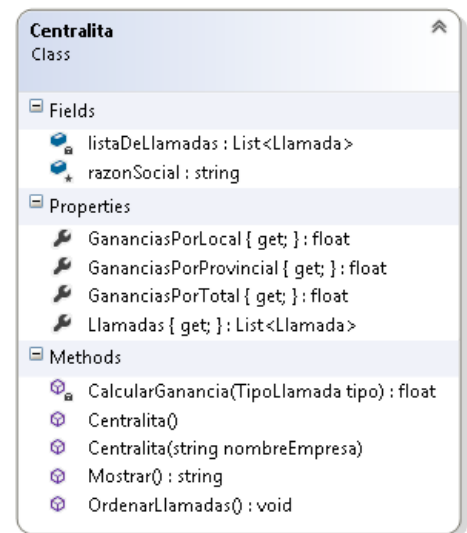 Centralita
Class
Fields
listaDeLlamadas : List<Llamada>
razonSocial : string
Properties
GananciasPorLocal { get; } : float
GananciasPorProvincial { get; } : float
GananciasPorTotal { get; } : float
Llamadas { get; } : List<Llamada>
Methods
CalcularGanancia(TipoLlamada tipo) : float
Centralita()
Centralita(string nombreEmpresa)
Mostrar() : string
OrdenarLlamadas() : void